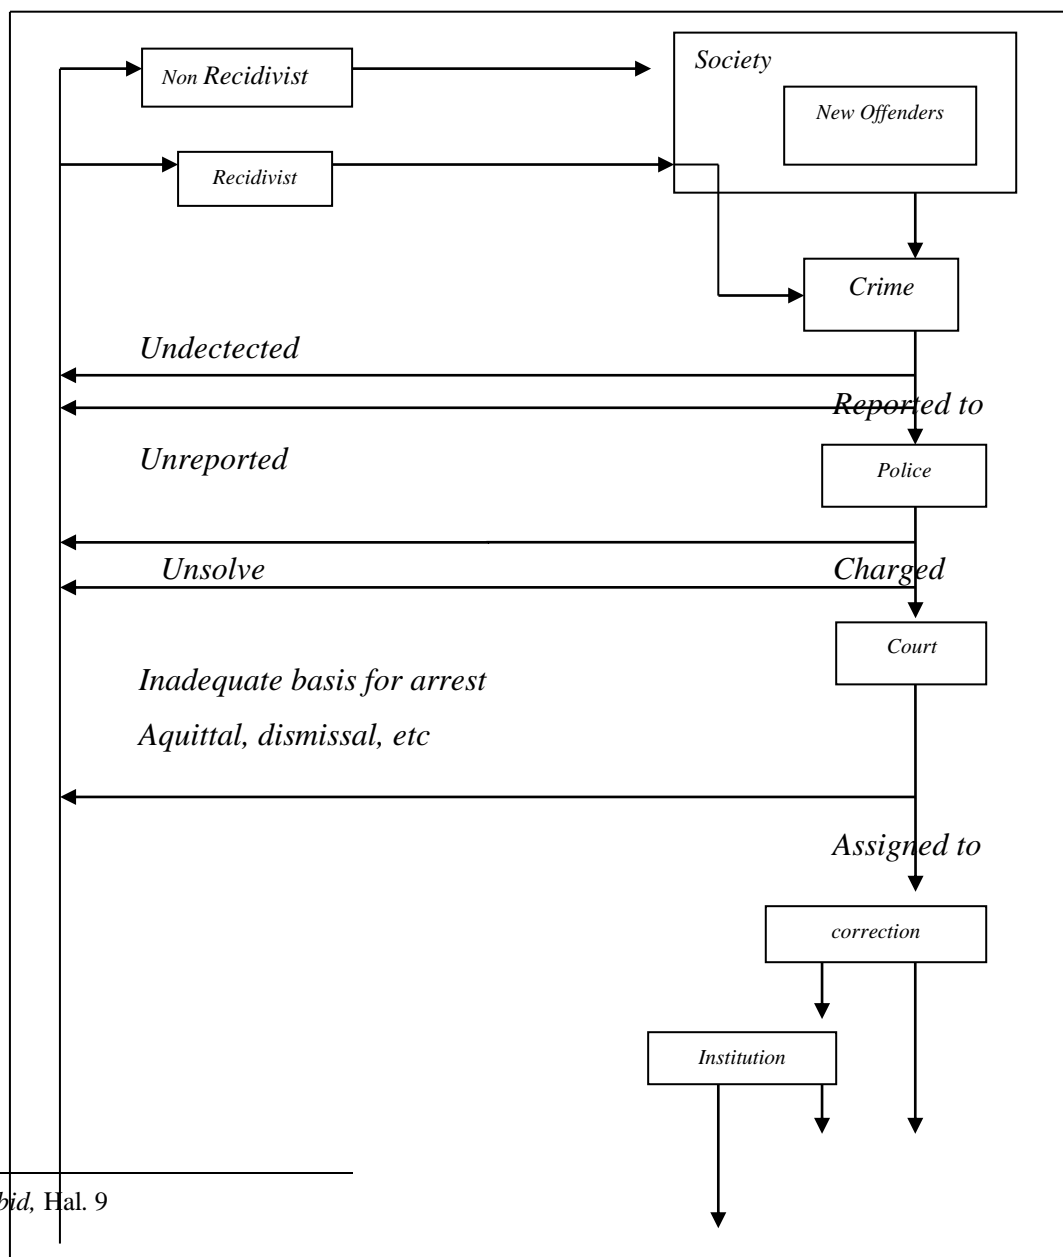 Society
Non Recidivist
New Offenders
Recidivist
Crime
Undectected
Reported to
Unreported
Police
Unsolve
Charged
Court
Inadequate basis for arrest
Aquittal, dismissal, etc
Assigned to
correction
Institution
bid, Hal. 9